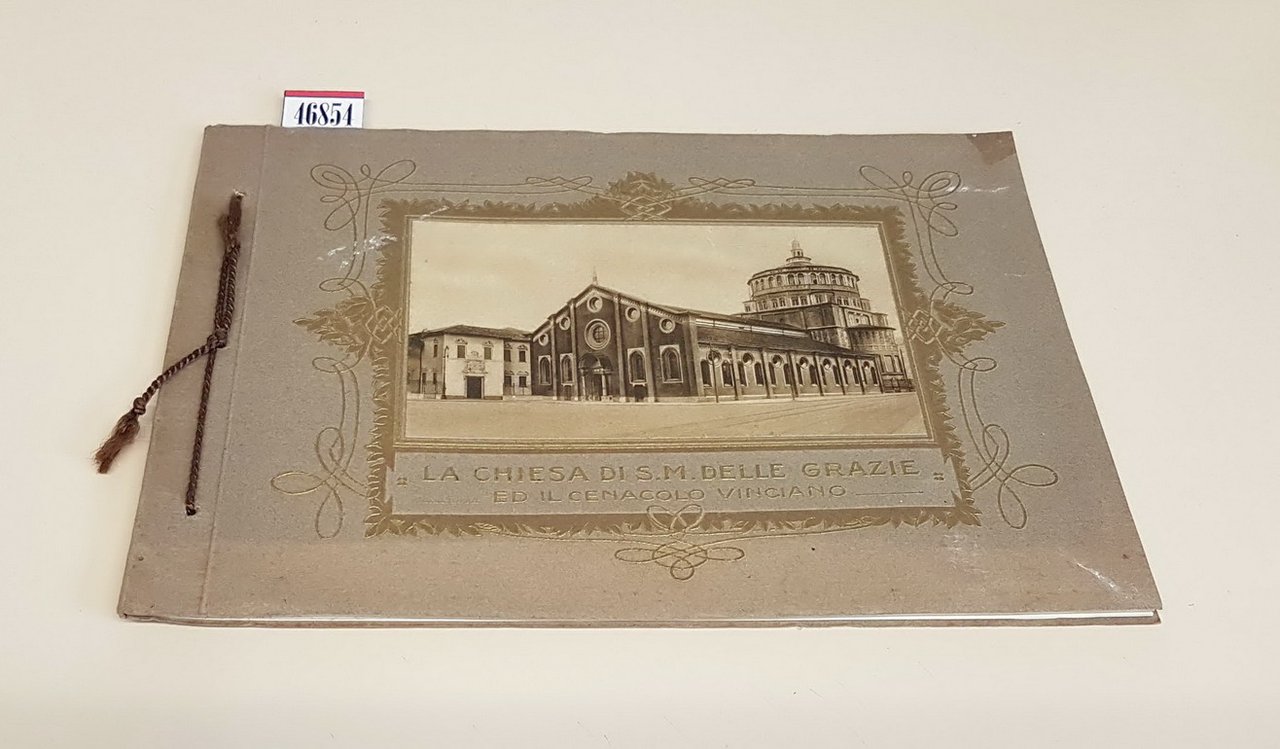 46854
LA CHIESA DI S.M. DELLE GRAZIE
ED IL CENACOLO VINCIANO